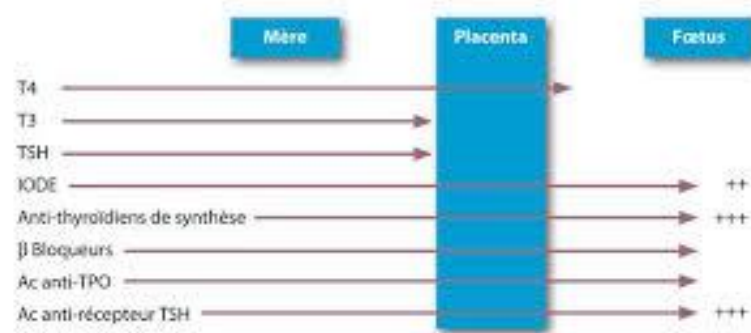 Mère Placenta Fœtus
T4
T3
TSH
IODE ++
Anti-thyroïdiens de synthèse +++
β Bloqueurs
Ac anti-TPO
Ac anti-récepteur TSH +++